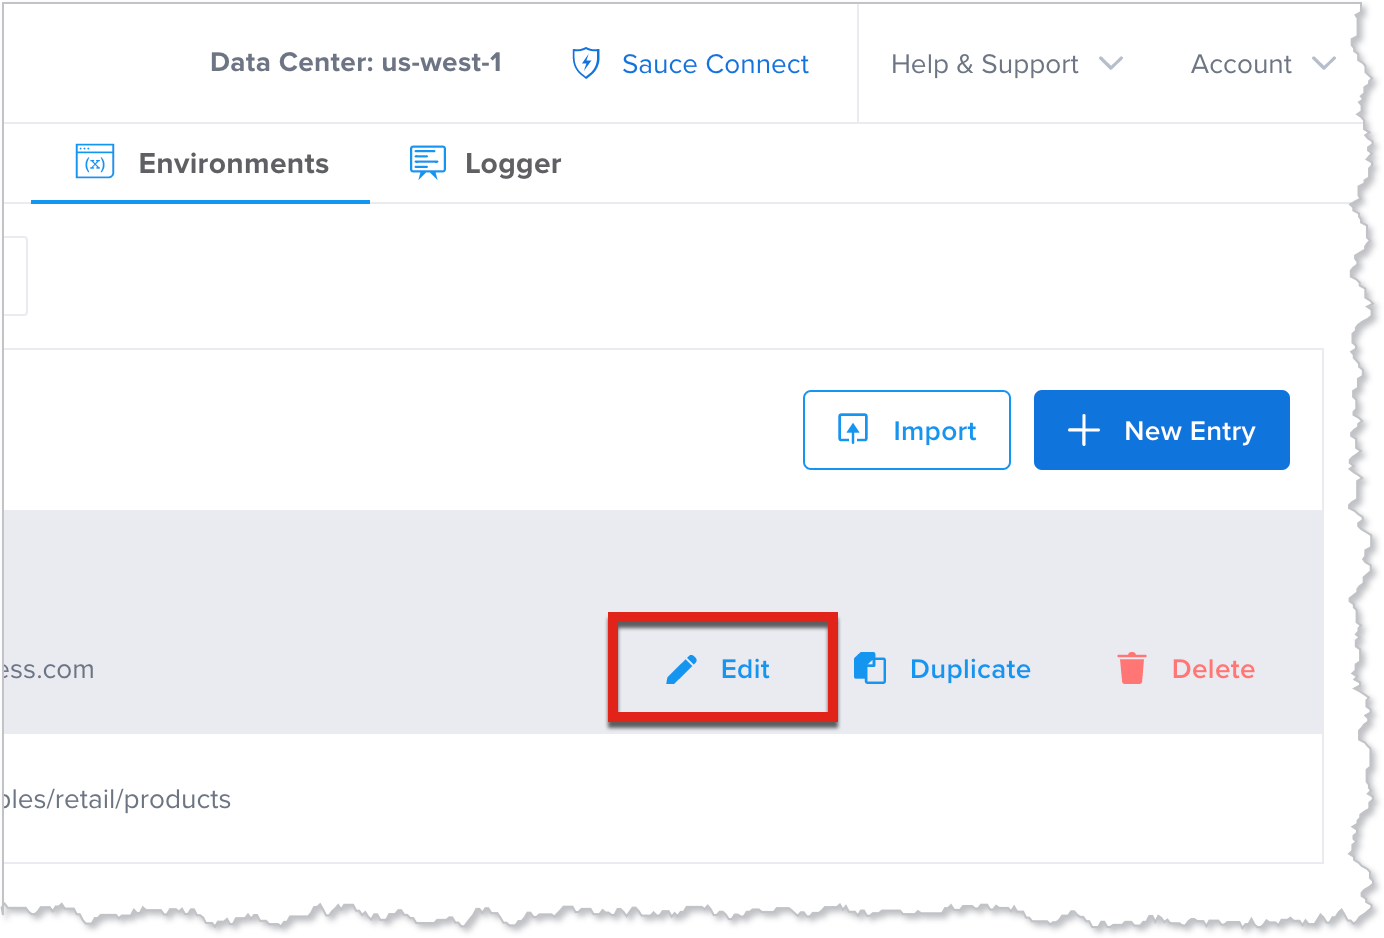 Data Center: us-west-1
Sauce Connect
Help & Support
Account
(x) Environments
Logger
Import
New Entry
ess.com
Edit
Duplicate
Delete
les/retail/products